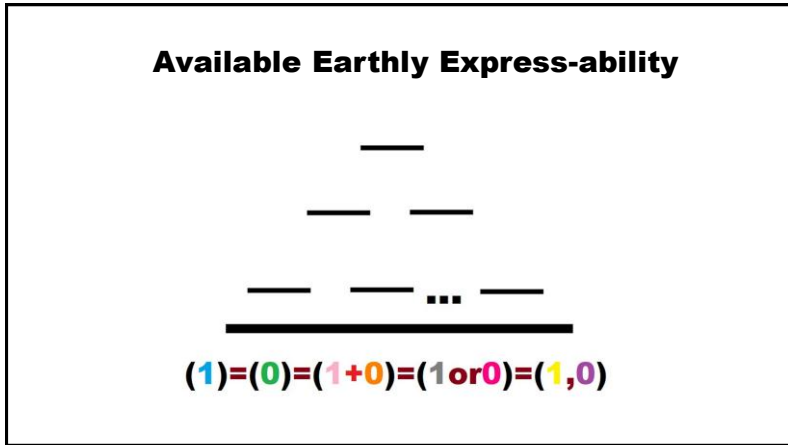 Available Earthly Express-ability
...
(1)=(0)=(1+0)=(1or0)=(1,0)